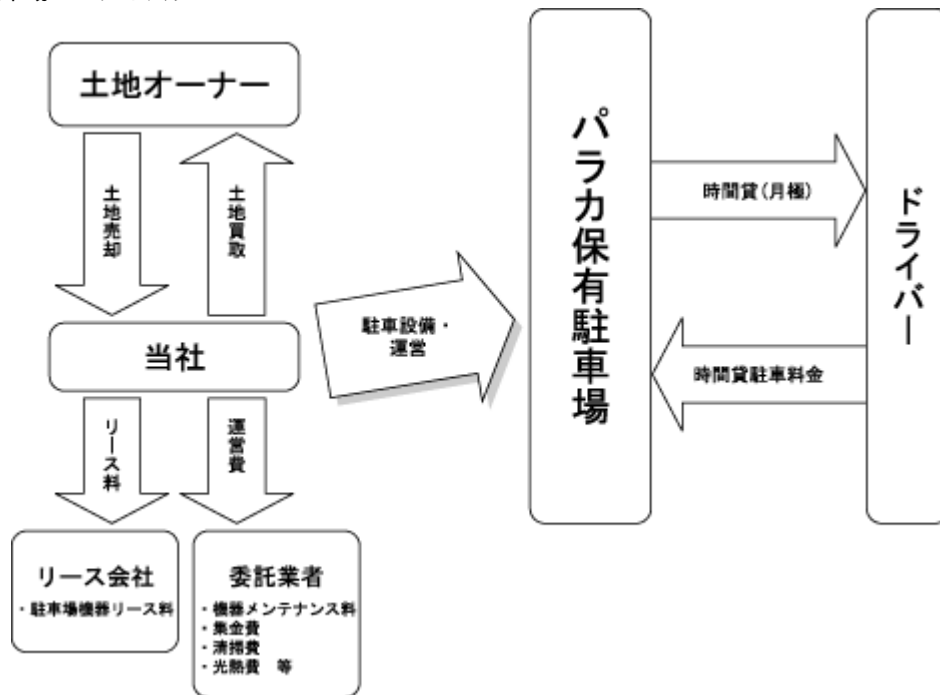 土地オーナー
土地売却
土地買取
当社
リース料
運営費
リース会社
・駐車場機器リース料
委託業者
・機器メンテナンス料
・集金費
・清掃費
・光熱費　等
駐車設備・
運営
パラカ保有駐車場
時間貸(月極)
時間貸駐車料金
ドライバー